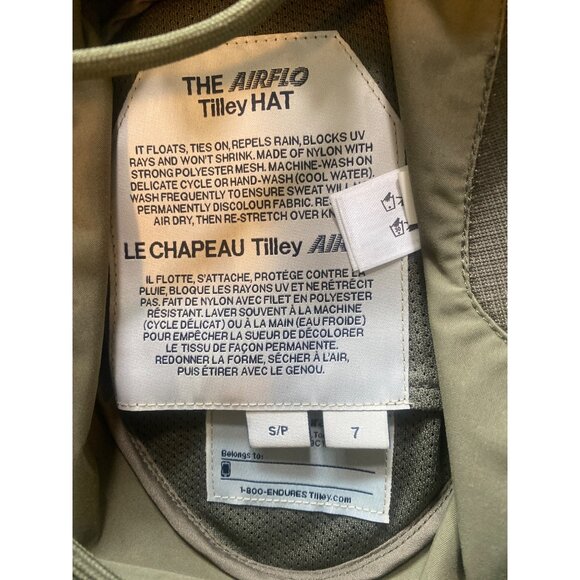 THE AIRFLO
Tilley HAT
IT FLOATS, TIES ON, REPELS RAIN, BLOCKS UV
RAYS AND WON'T SHRINK. MADE OF NYLON WITH
STRONG POLYESTER MESH. MACHINE-WASH ON
DELICATE CYCLE OR HAND-WASH (COOL WATER).
WASH FREQUENTLY TO ENSURE SWEAT WILL
PERMANENTLY DISCOLOUR FABRIC.
AIR DRY, THEN RE-STRETCH OVER
LE CHAPEAU Tilley
IL FLOTTE, S'ATTACHE, PROTÉGE CONTRE LA
PLUIE, BLOQUE LES RAYONS UV ET NE RÉTRÉCIT
PAS. FAIT DE NYLON AVEC FILET EN POLYESTER
RÉSISTANT. LAVER SOUVENT À LA MACHINE
(CYCLE DÉLICAT) OU À LA MAIN (EAU FROIDE)
POUR EMPÊCHER LA SUEUR DE DÉCOLORER
LE TISSU DE FAÇON PERMANENTE.
REDONNER LA FORME, SÉCHER À L'AIR,
PUIS ÉTIRER AVEC LE GENOU.
S/P
7
Belongs to:
1-800-ENDURES Tilley.com